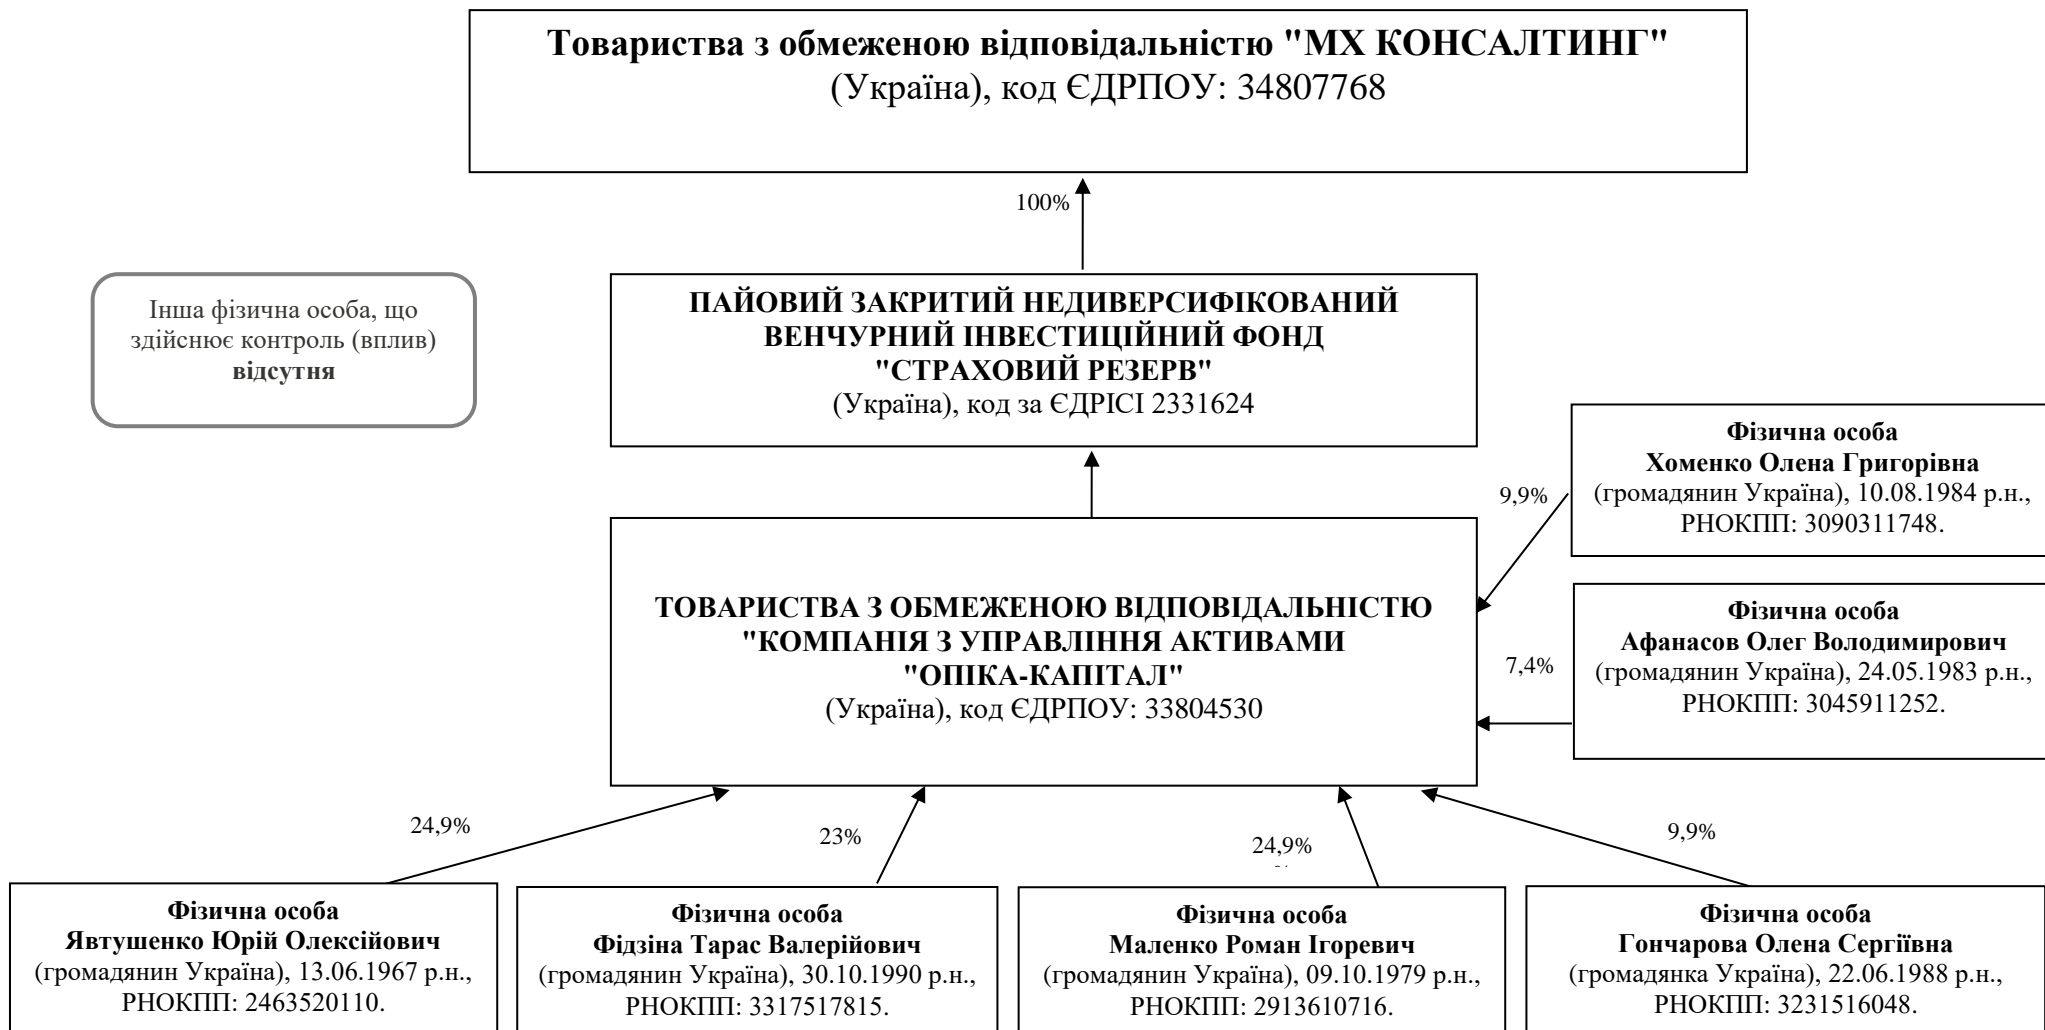 Товариства з обмеженою відповідальністю "МХ КОНСАЛТИНГ"
(Україна), код ЄДРПОУ: 34807768
100%
Інша фізична особа, що
здійснює контроль (вплив)
відсутня
ПАЙОВИЙ ЗАКРИТИЙ НЕДИВЕРСИФІКОВАНИЙ
ВЕНЧУРНИЙ ІНВЕСТИЦІЙНИЙ ФОНД
"СТРАХОВИЙ РЕЗЕРВ"
(Україна), код за ЄДРІСІ 2331624
Фізична особа
Хоменко Олена Григорівна
(громадянин Україна), 10.08.1984 р.н.,
РНОКПП: 3090311748.
9,9%
ТОВАРИСТВА З ОБМЕЖЕНОЮ ВІДПОВІДАЛЬНІСТЮ
"КОМПАНІЯ З УПРАВЛІННЯ АКТИВАМИ
"ОПІКА-КАПІТАЛ"
(Україна), код ЄДРПОУ: 33804530
7,4%
Фізична особа
Афанасов Олег Володимирович
(громадянин Україна), 24.05.1983 р.н.,
РНОКПП: 3045911252.
24,9%
23%
24,9%
9,9%
Фізична особа
Явтушенко Юрій Олексійович
(громадянин Україна), 13.06.1967 р.н.,
РНОКПП: 2463520110.
Фізична особа
Фідзіна Тарас Валерійович
(громадянин Україна), 30.10.1990 р.н.,
РНОКПП: 3317517815.
Фізична особа
Маленко Роман Ігоревич
(громадянин Україна), 09.10.1979 р.н.,
РНОКПП: 2913610716.
Фізична особа
Гончарова Олена Сергіївна
(громадянка Україна), 22.06.1988 р.н.,
РНОКПП: 3231516048.